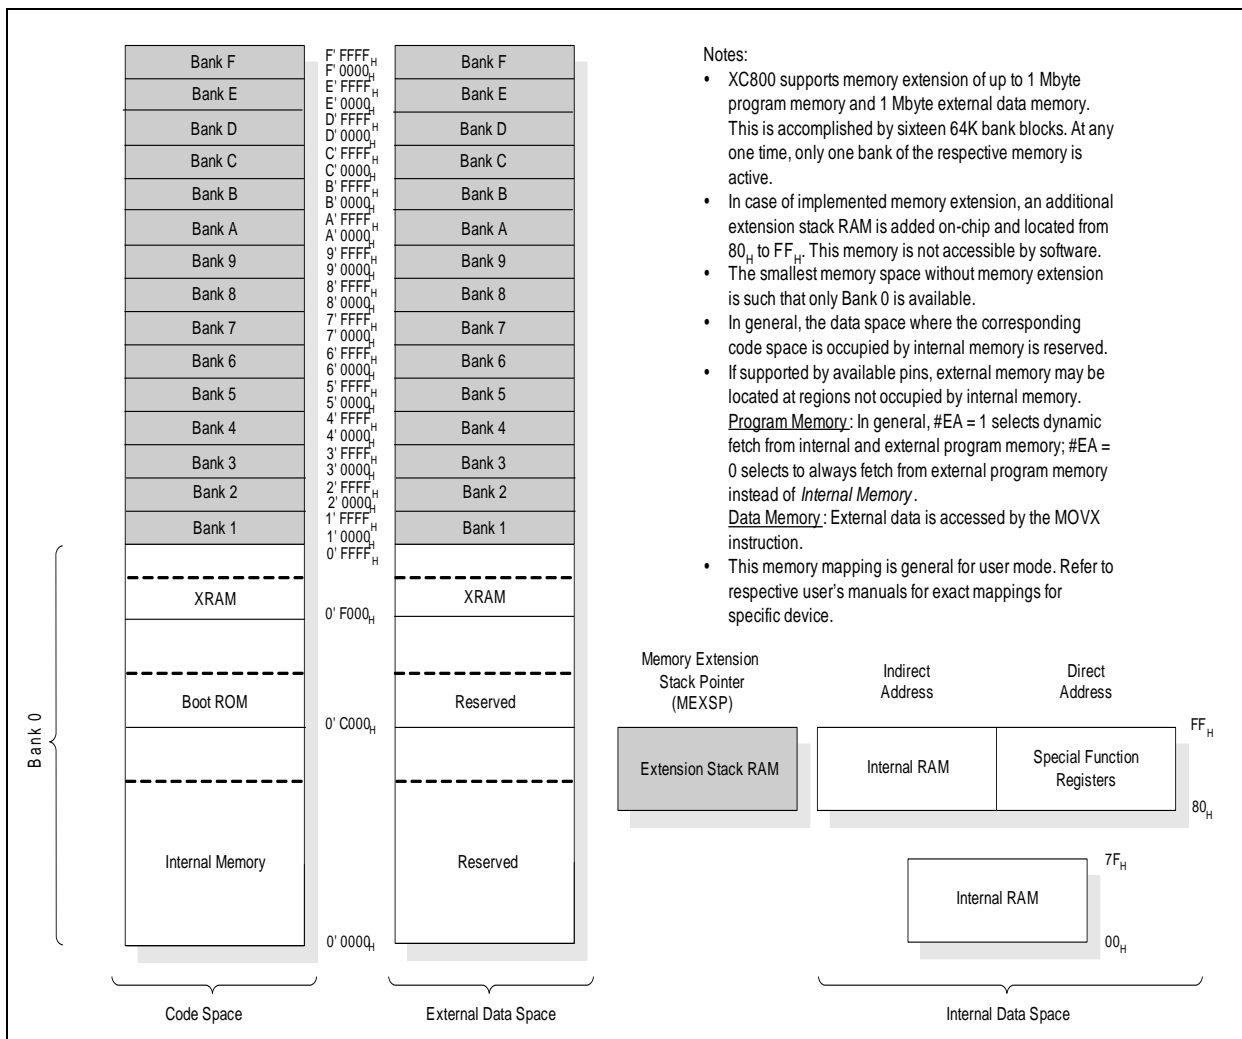 Bank F
Bank E
Bank D
Bank C
Bank B
Bank A
Bank 9
Bank 8
Bank 7
Bank 6
Bank 5
Bank 4
Bank 3
Bank 2
Bank 1
XRAM
Boot ROM
Internal Memory
Bank 0
Code Space
F' FFFFH
F' 0000H
E' FFFFH
E' 0000H
D' FFFFH
D' 0000H
C' FFFFH
C' 0000H
B' FFFFH
B' 0000H
A' FFFFH
A' 0000H
9' FFFFH
9' 0000H
8' FFFFH
8' 0000H
7' FFFFH
7' 0000H
6' FFFFH
6' 0000H
5' FFFFH
5' 0000H
4' FFFFH
4' 0000H
3' FFFFH
3' 0000H
2' FFFFH
2' 0000H
1' FFFFH
1' 0000H
0' FFFFH
0' F000H
0' C000H
0' 0000H
Bank F
Bank E
Bank D
Bank C
Bank B
Bank A
Bank 9
Bank 8
Bank 7
Bank 6
Bank 5
Bank 4
Bank 3
Bank 2
Bank 1
XRAM
Reserved
Reserved
External Data Space
Notes:
• XC800 supports memory extension of up to 1 Mbyte
program memory and 1 Mbyte external data memory.
This is accomplished by sixteen 64K bank blocks. At any
one time, only one bank of the respective memory is
active.
• In case of implemented memory extension, an additional
extension stack RAM is added on-chip and located from
80H to FFH. This memory is not accessible by software.
• The smallest memory space without memory extension
is such that only Bank 0 is available.
• In general, the data space where the corresponding
code space is occupied by internal memory is reserved.
• If supported by available pins, external memory may be
located at regions not occupied by internal memory.
Program Memory : In general, #EA = 1 selects dynamic
fetch from internal and external program memory; #EA =
0 selects to always fetch from external program memory
instead of Internal Memory .
Data Memory : External data is accessed by the MOVX
instruction.
• This memory mapping is general for user mode. Refer to
respective user's manuals for exact mappings for
specific device.
Memory Extension
Stack Pointer
(MEXSP)
Indirect
Address
Direct
Address
Extension Stack RAM
Internal RAM
Special Function
Registers
FFH
80H
Internal RAM
7FH
00H
Internal Data Space